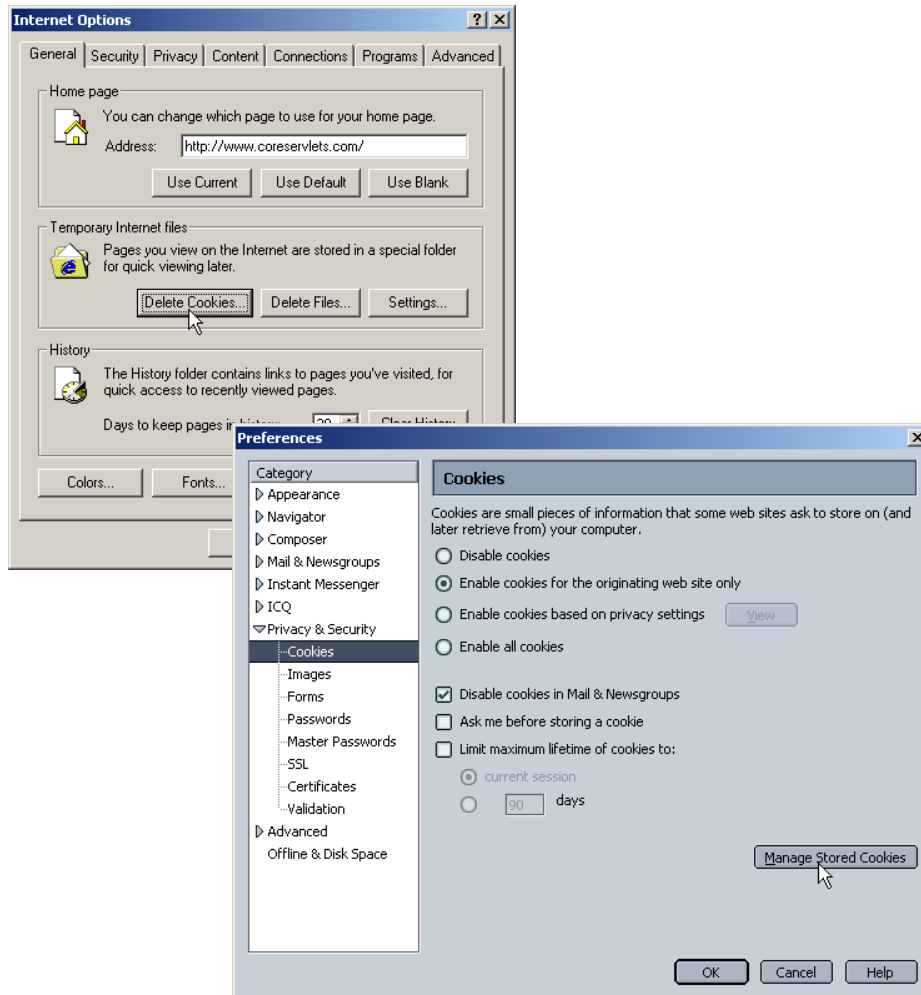 Internet Options
General Security Privacy Content Connections Programs Advanced
Home page
You can change which page to use for your home page.
Address: http://www.coreservlets.com/
Use Current Use Default Use Blank
Temporary Internet files
Pages you view on the Internet are stored in a special folder
for quick viewing later.
Delete Cookies... Delete Files... Settings...
History
The History folder contains links to pages you've visited, for
quick access to recently viewed pages.
Days to keep pages in
Colors... Fonts...
Preferences
Category
Appearance
Navigator
Composer
Mail & Newsgroups
Instant Messenger
ICQ
Privacy & Security
Cookies
Images
Forms
Passwords
Master Passwords
SSL
Certificates
Validation
Advanced
Offline & Disk Space
Cookies
Cookies are small pieces of information that some web sites ask to store on (and
later retrieve from) your computer.
Disable cookies
Enable cookies for the originating web site only
Enable cookies based on privacy settings View
Enable all cookies
Disable cookies in Mail & Newsgroups
Ask me before storing a cookie
Limit maximum lifetime of cookies to:
current session
90 days
Manage Stored Cookies
OK Cancel Help